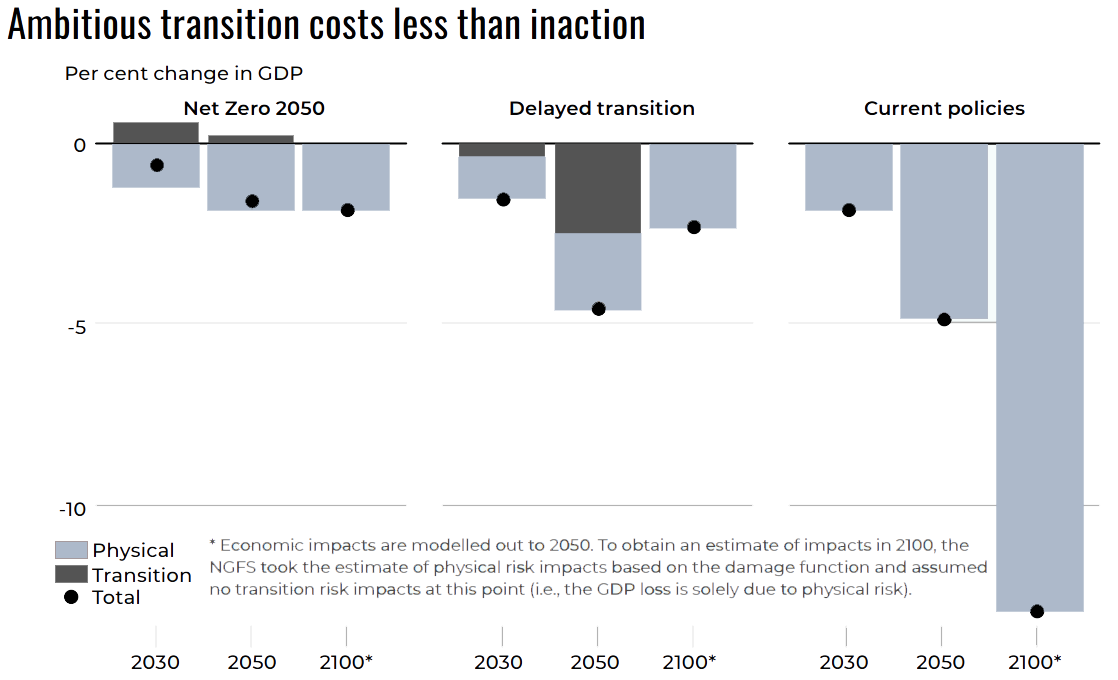 Ambitious transition costs less than inaction
Per cent change in GDP
Net Zero 2050
Delayed transition
Current policies
0
-5
-10
Physical
Transition
Total
* Economic impacts are modelled out to 2050. To obtain an estimate of impacts in 2100, the
NGFS took the estimate of physical risk impacts based on the damage function and assumed
no transition risk impacts at this point (i.e., the GDP loss is solely due to physical risk).
2030 2050 2100* 2030 2050 2100* 2030 2050 2100*